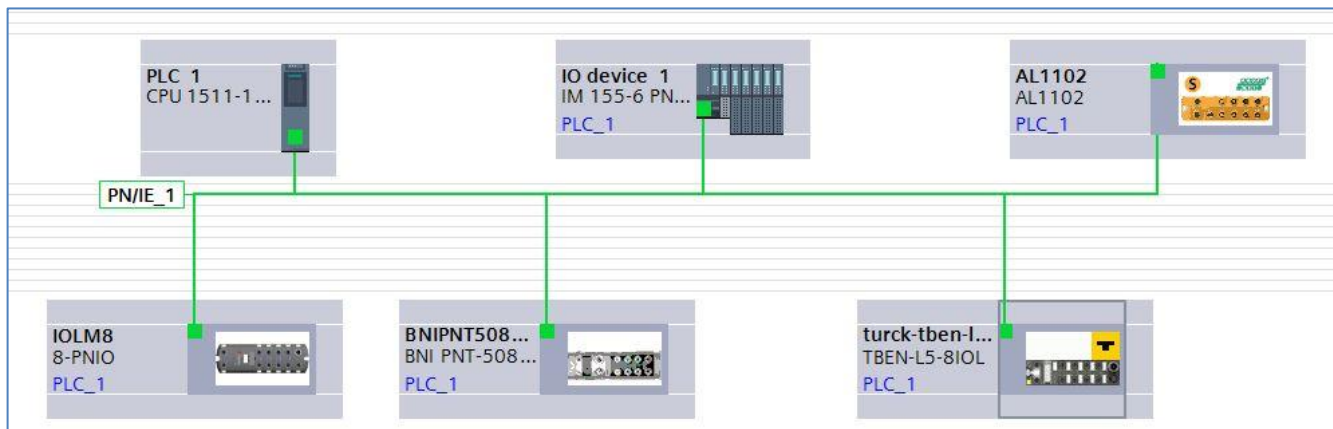 PLC_1
CPU 1511-1...
IO device_1
IM 155-6 PN...
PLC_1
AL1102
AL1102
PLC_1
PN/IE_1
IOLM8
8-PNIO
PLC_1
BNIPNT508...
BNI PNT-508...
PLC_1
turck-tben-l...
TBEN-L5-8IOL
PLC_1